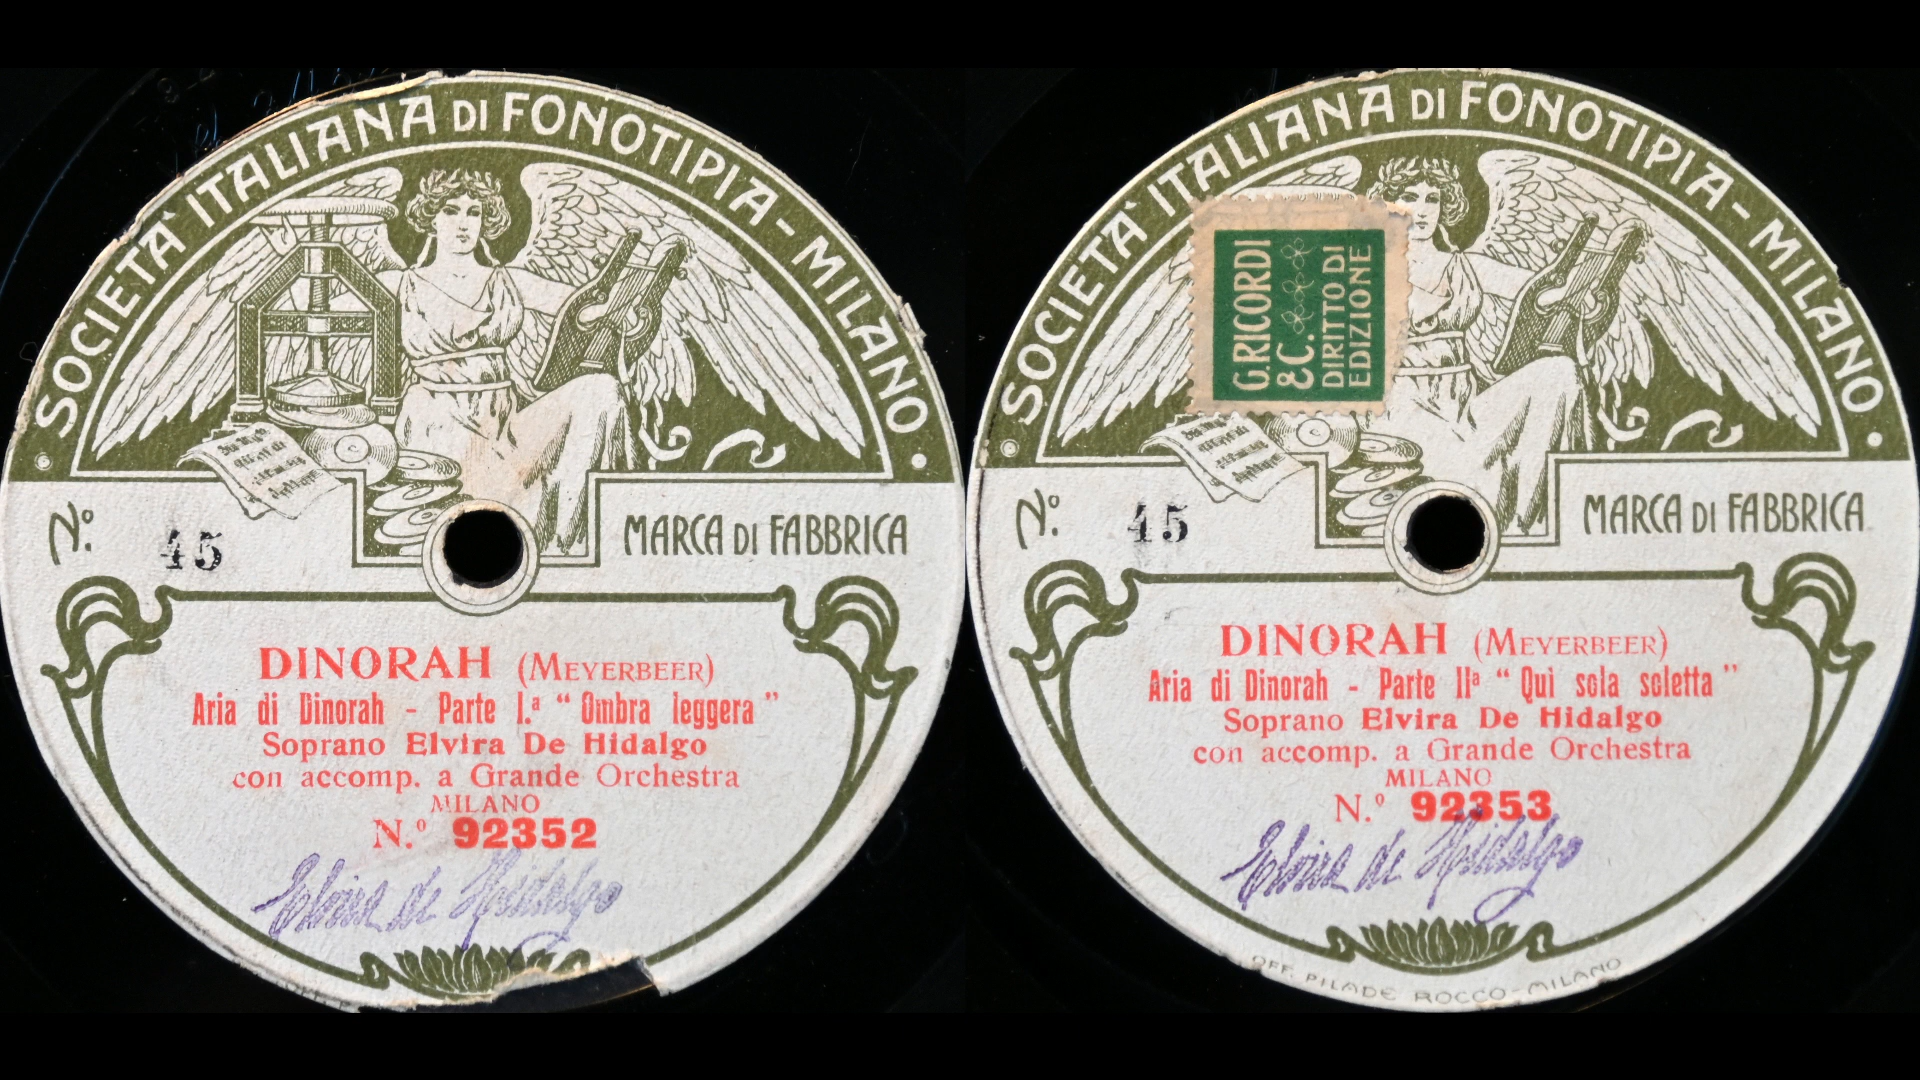 SOCIETA' ITALIANA DI FONOTIPIA - MILANO
N.º 45
MARCA DI FABBRICA
DINORAH (MEYERBEER)
Aria di Dinorah - Parte I.ª “Ombra leggera”
Soprano Elvira De Hidalgo
con accomp. a Grande Orchestra
MILANO
N.º 92352
Elvira de Hidalgo
SOCIETA' ITALIANA DI FONOTIPIA - MILANO
G. RICORDI
& C.
DIRITTO DI
EDIZIONE
N.º 45
MARCA DI FABBRICA
DINORAH (MEYERBEER)
Aria di Dinorah - Parte IIª “Quì sola soletta”
Soprano Elvira De Hidalgo
con accomp. a Grande Orchestra
MILANO
N.º 92353
Elvira de Hidalgo
OFF. PILADE ROCCO-MILANO